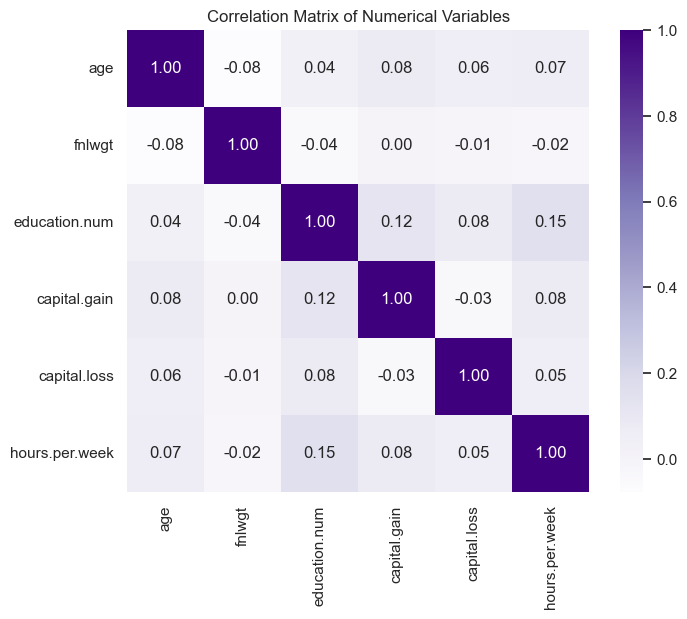 Correlation Matrix of Numerical Variables
age 1.00 -0.08 0.04 0.08 0.06 0.07
fnlwgt -0.08 1.00 -0.04 0.00 -0.01 -0.02
education.num 0.04 -0.04 1.00 0.12 0.08 0.15
capital.gain 0.08 0.00 0.12 1.00 -0.03 0.08
capital.loss 0.06 -0.01 0.08 -0.03 1.00 0.05
hours.per.week 0.07 -0.02 0.15 0.08 0.05 1.00
age fnlwgt education.num capital.gain capital.loss hours.per.week
1.0
0.8
0.6
0.4
0.2
0.0